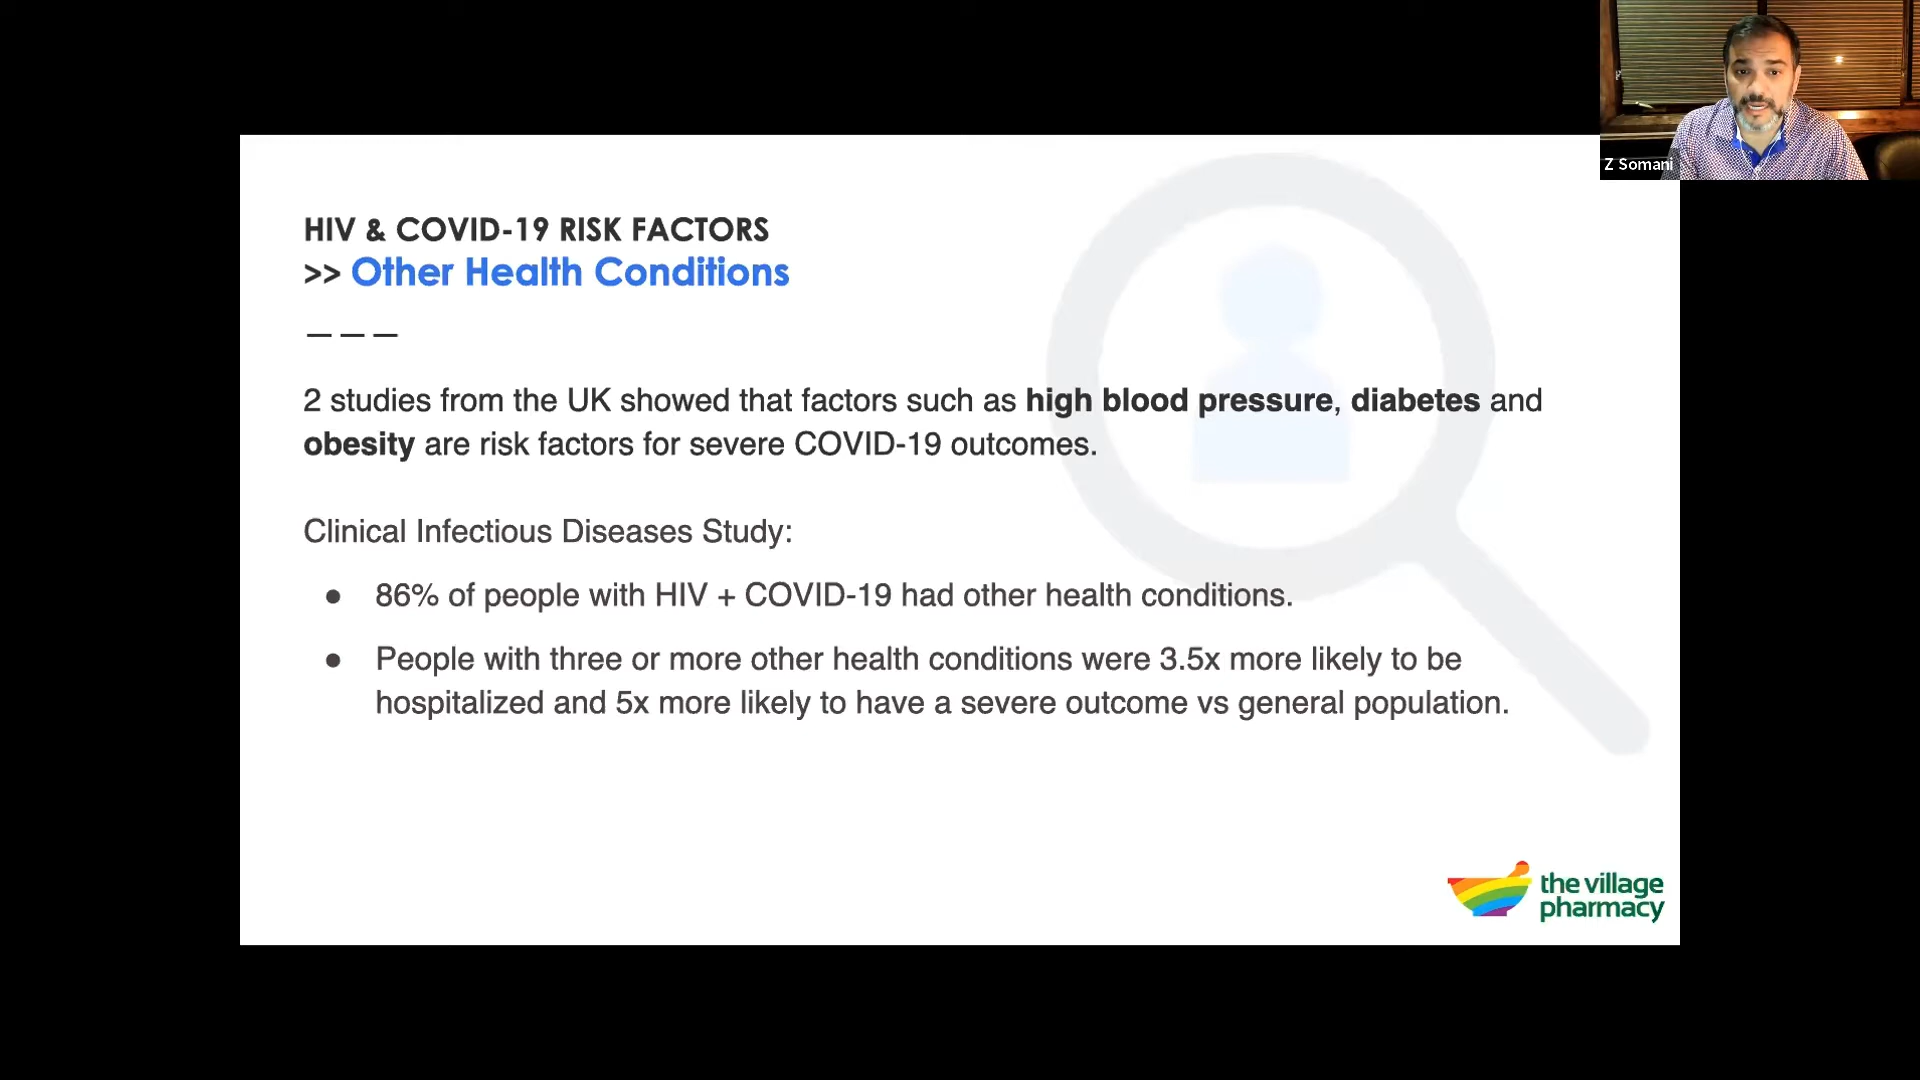 Z Somani
HIV & COVID-19 RISK FACTORS
>> Other Health Conditions
———
2 studies from the UK showed that factors such as high blood pressure, diabetes and
obesity are risk factors for severe COVID-19 outcomes.
Clinical Infectious Diseases Study:
● 86% of people with HIV + COVID-19 had other health conditions.
● People with three or more other health conditions were 3.5x more likely to be
hospitalized and 5x more likely to have a severe outcome vs general population.
the village
pharmacy